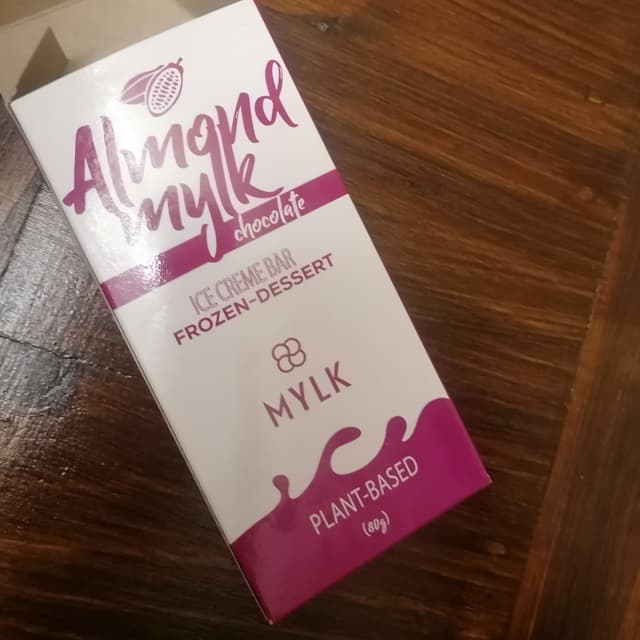 Almond
mylk
chocolate
ICE CREME BAR
FROZEN-DESSERT
MYLK
PLANT-BASED
(80g)